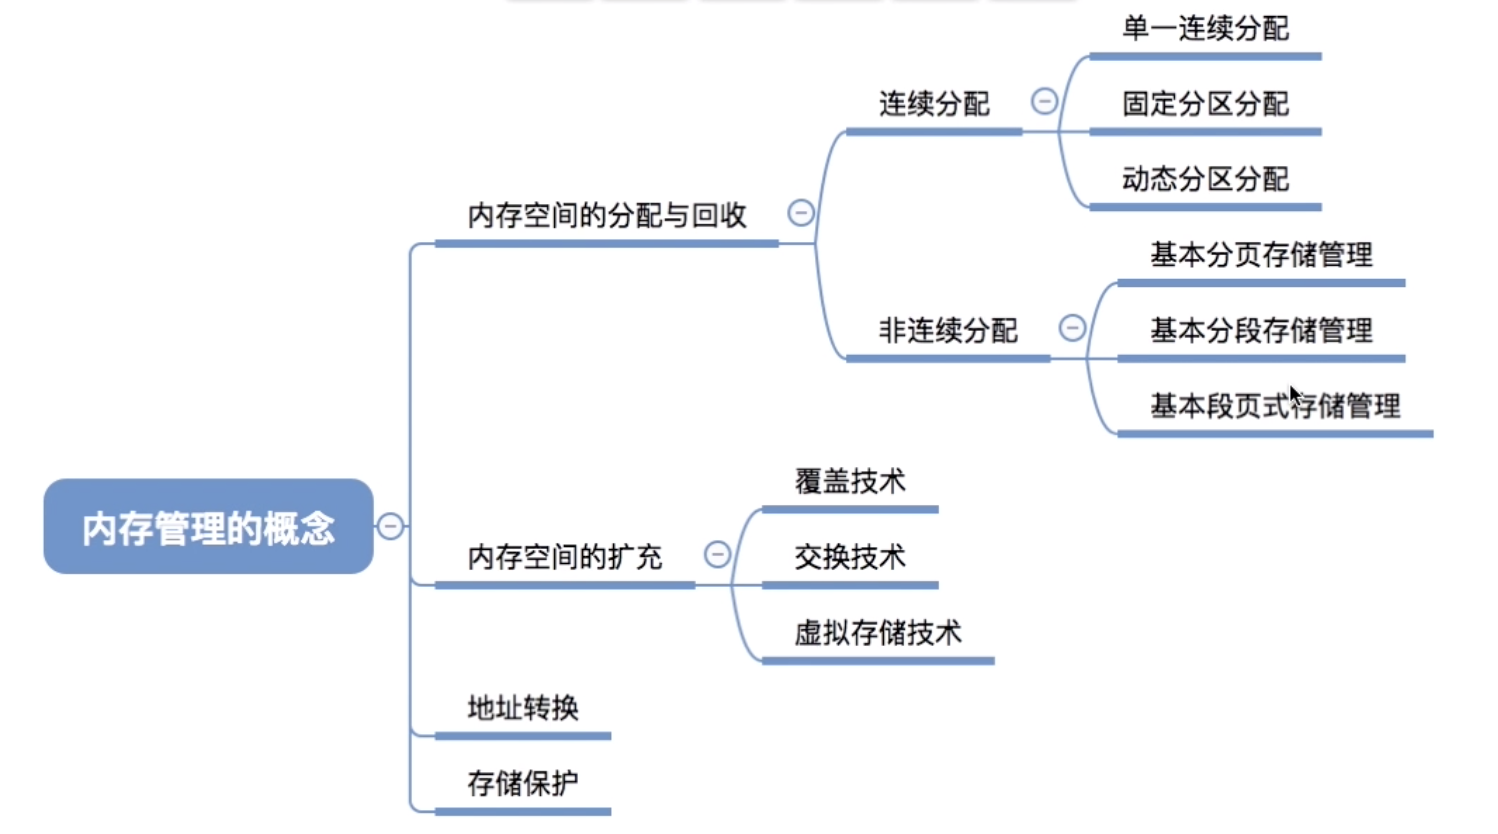 单一连续分配
连续分配
固定分区分配
动态分区分配
内存空间的分配与回收
基本分页存储管理
非连续分配
基本分段存储管理
基本段页式存储管理
覆盖技术
内存管理的概念
内存空间的扩充
交换技术
虚拟存储技术
地址转换
存储保护